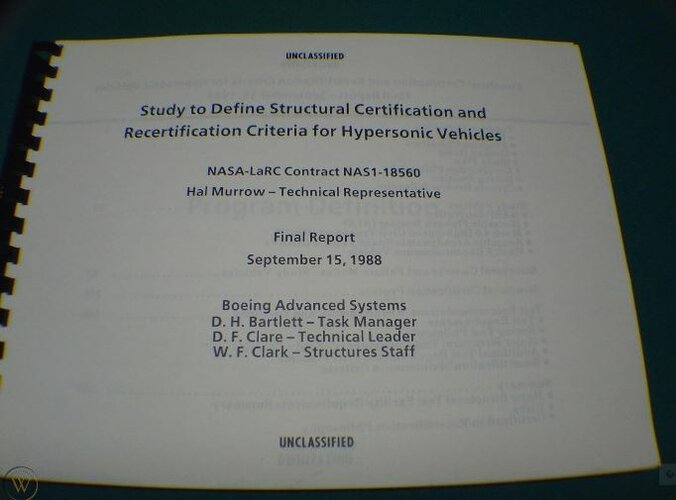 UNCLASSIFIED
Study to Define Structural Certification and
Recertification Criteria for Hypersonic Vehicles
NASA-LaRC Contract NAS1-18560
Hal Murrow – Technical Representative
Final Report
September 15, 1988
Boeing Advanced Systems
D. H. Bartlett – Task Manager
D. F. Clare – Technical Leader
W. F. Clark – Structures Staff
UNCLASSIFIED
W